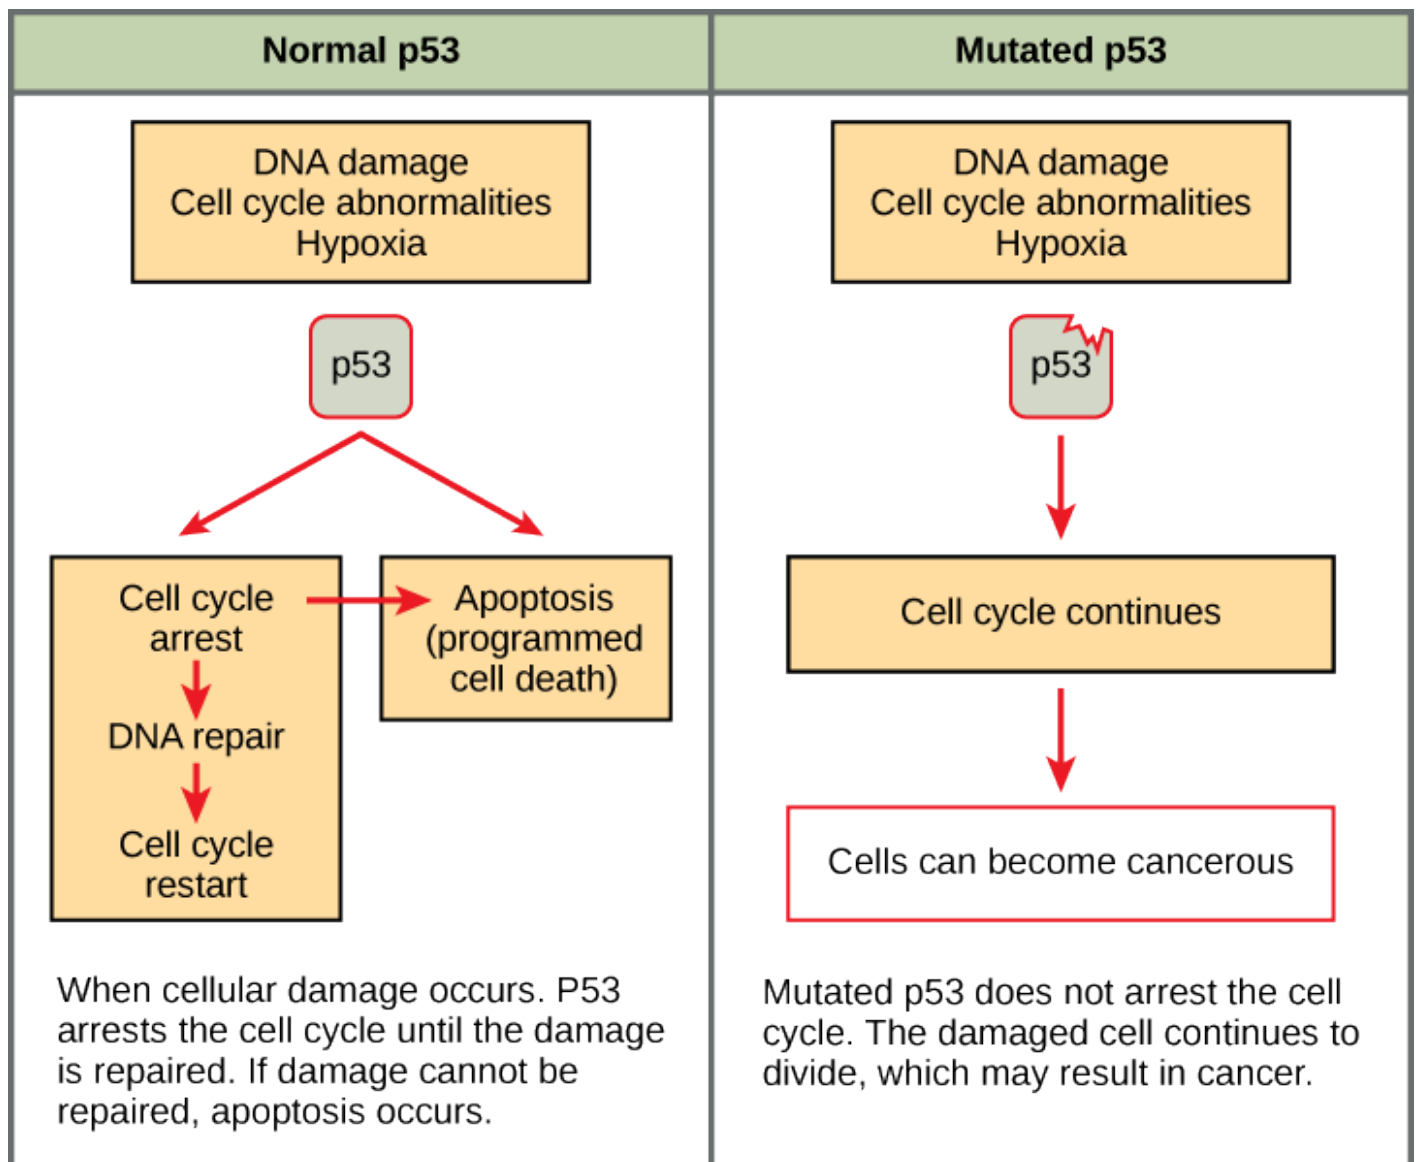 Normal p53
DNA damage
Cell cycle abnormalities
Hypoxia
p53
Cell cycle
arrest
DNA repair
Cell cycle
restart
Apoptosis
(programmed
cell death)
When cellular damage occurs. P53
arrests the cell cycle until the damage
is repaired. If damage cannot be
repaired, apoptosis occurs.
Mutated p53
DNA damage
Cell cycle abnormalities
Hypoxia
p53
Cell cycle continues
Cells can become cancerous
Mutated p53 does not arrest the cell
cycle. The damaged cell continues to
divide, which may result in cancer.